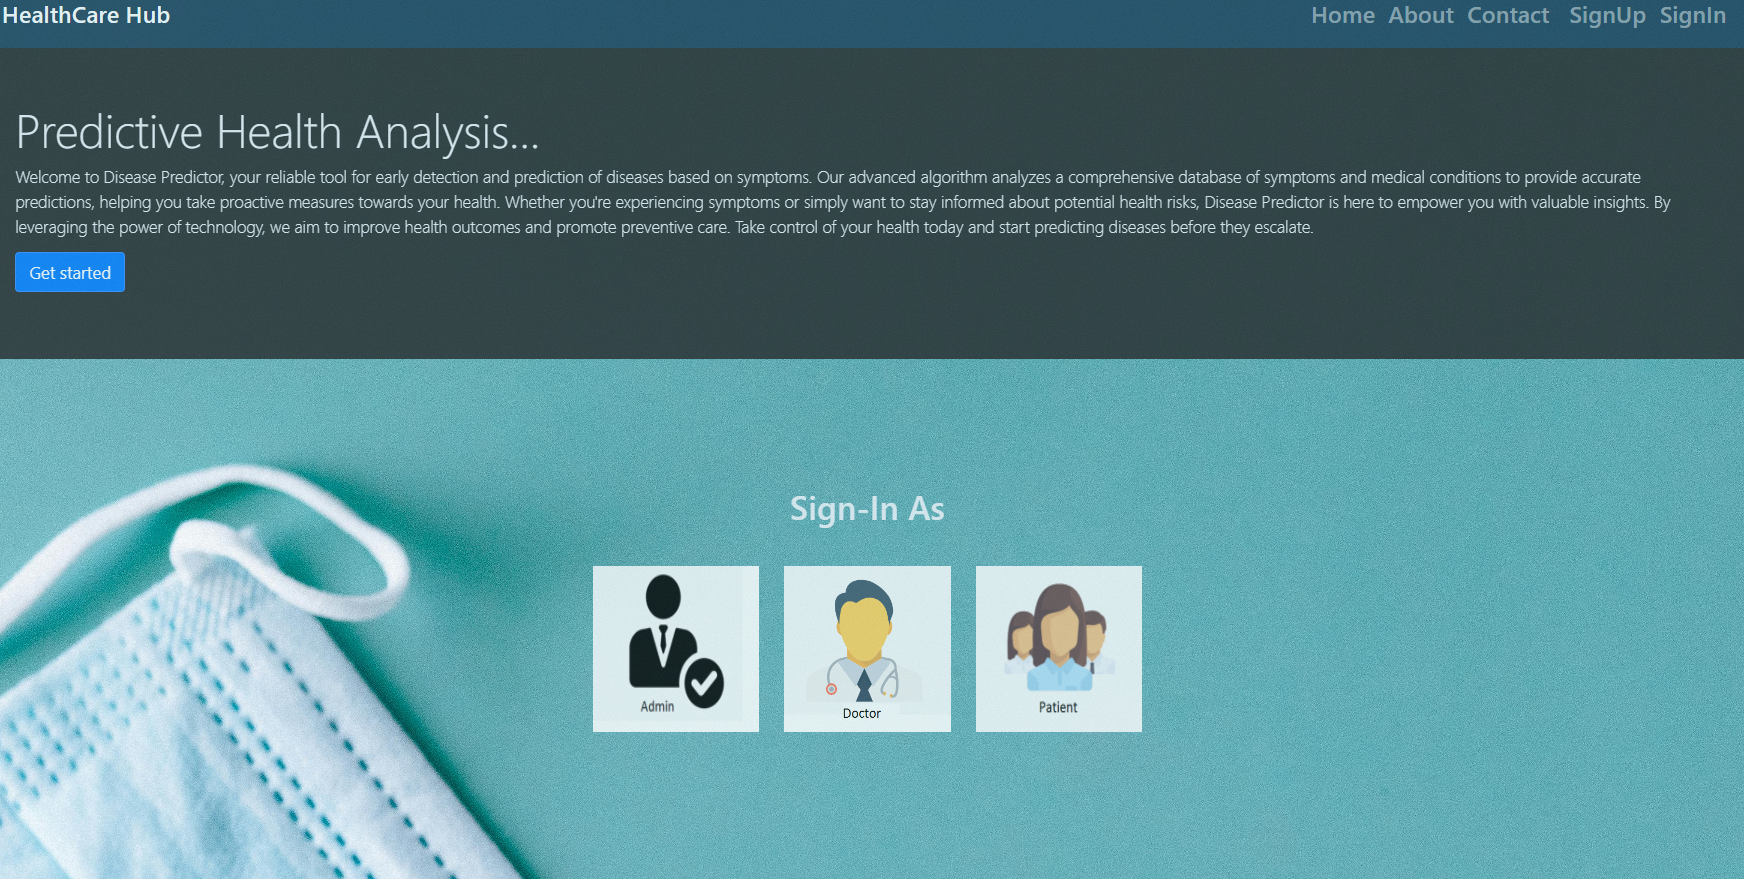 HealthCare Hub
Home About Contact SignUp SignIn
Predictive Health Analysis...
Welcome to Disease Predictor, your reliable tool for early detection and prediction of diseases based on symptoms. Our advanced algorithm analyzes a comprehensive database of symptoms and medical conditions to provide accurate
predictions, helping you take proactive measures towards your health. Whether you're experiencing symptoms or simply want to stay informed about potential health risks, Disease Predictor is here to empower you with valuable insights. By
leveraging the power of technology, we aim to improve health outcomes and promote preventive care. Take control of your health today and start predicting diseases before they escalate.
Get started
Sign-In As
Admin
Doctor
Patient